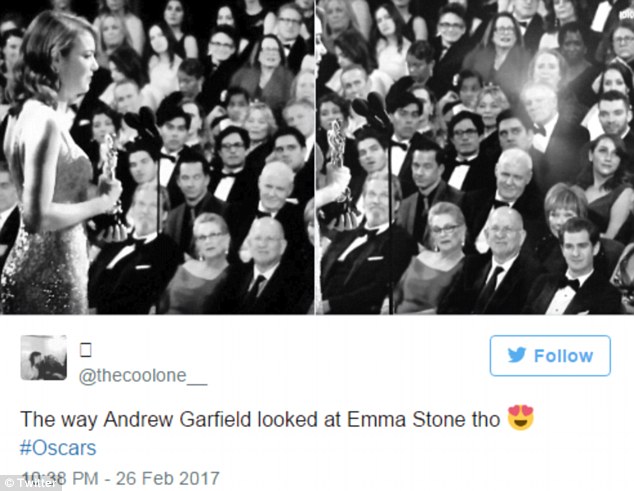 Follow
@thecoolone__
The way Andrew Garfield looked at Emma Stone tho 😍
#Oscars
10:38 PM - 26 Feb 2017
© Twitter